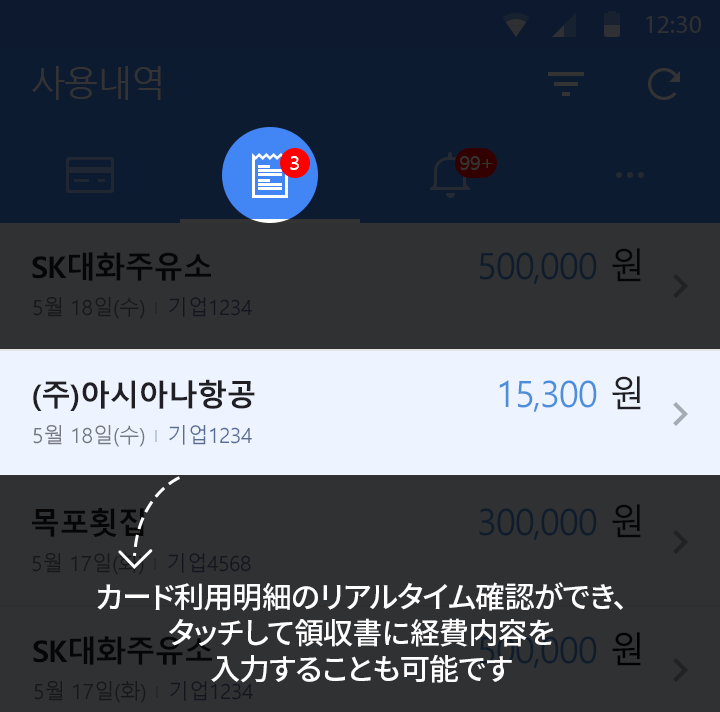 12:30
사용내역
3
99+
SK대화주유소 500,000 원
5월 18일(수) | 기업1234
(주)아시아나항공 15,300 원
5월 18일(수) | 기업1234
목포횟집 300,000 원
5월 17일(화) | 기업4568
カード利用明細のリアルタイム確認ができ、
タッチして領収書に経費内容を
SK대화주유소 500,000 원
入力することも可能です
5월 17일(화) | 기업1234